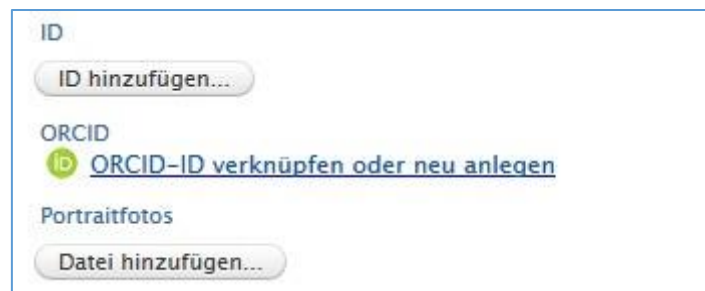 ID
ID hinzufügen...
ORCID
iD ORCID-ID verknüpfen oder neu anlegen
Portraitfotos
Datei hinzufügen...